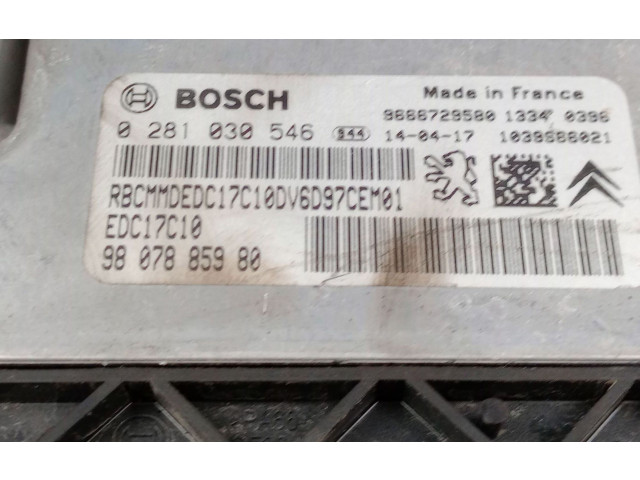 BOSCH
Made in France
9666729580 1334 0396
0 281 030 546 S44 14-04-17 1039S88021
RBCMMDEDC17C10DV6D97CEM01
EDC17C10
98 078 859 80